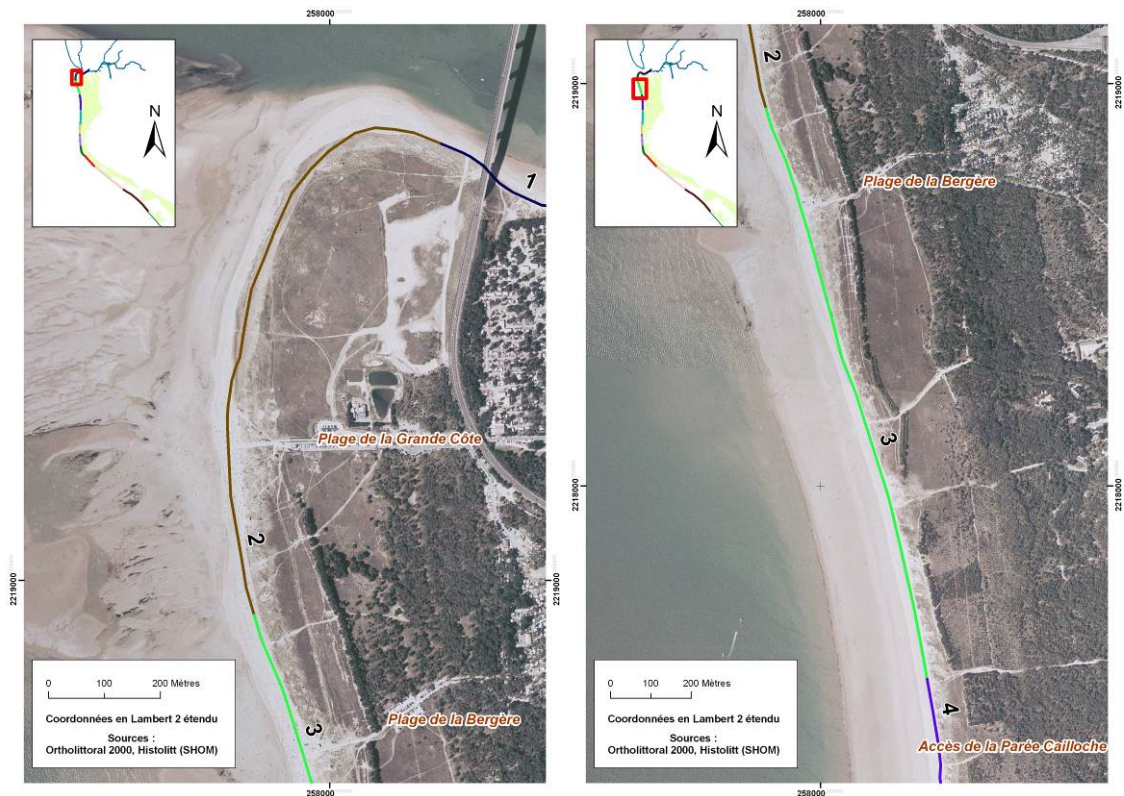 258000
258000
N
N
1
2
2219000
2219000
Plage de la Bergère
Plage de la Grande Côte
3
2
2218000
2218000
2219000
2219000
0 100 200 Mètres
0 100 200 Mètres
Coordonnées en Lambert 2 étendu
Coordonnées en Lambert 2 étendu
Sources :
Sources :
Ortholittoral 2000, Histolitt (SHOM)
Ortholittoral 2000, Histolitt (SHOM)
3
Plage de la Bergère
4
Accès de la Parée Cailloche
258000
258000